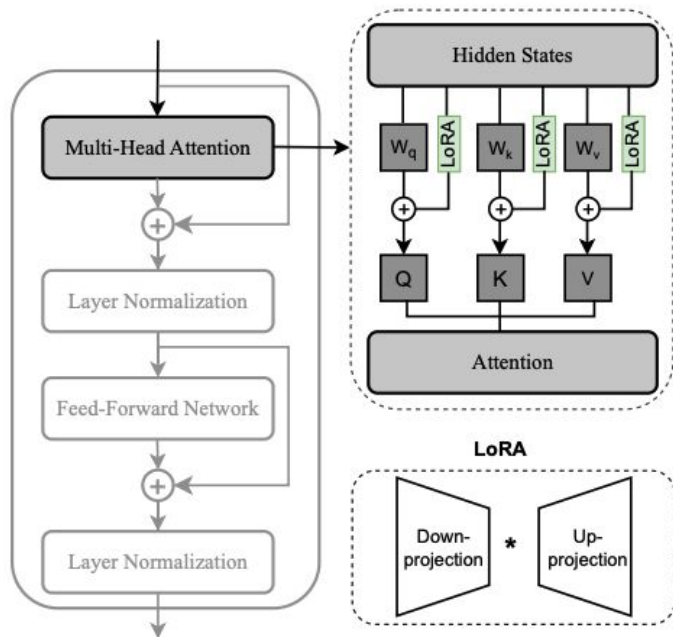 Multi-Head Attention
+
Layer Normalization
Feed-Forward Network
+
Layer Normalization
Hidden States
Wq LoRA Wk LoRA Wv LoRA
+ + +
Q K V
Attention
LoRA
Down-
projection
*
Up-
projection